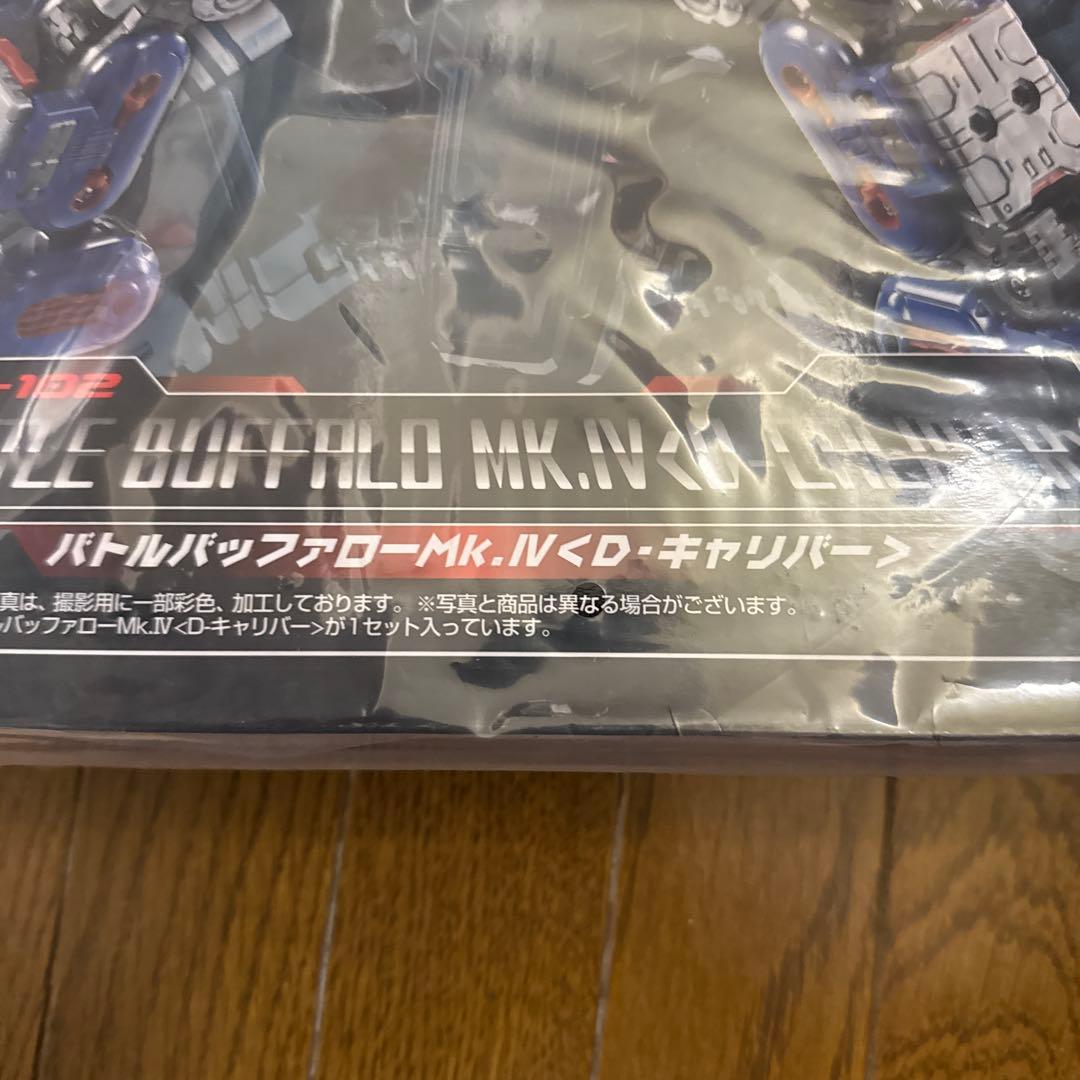 -102
TLE BUFFALO MK.IV<D-
バトルバッファローMk.IV<D・キャリバー>
真は、撮影用に一部彩色、加工しております。※写真と商品は異なる場合がございます。
バッファローMk.IV<D-キャリバー>が1セット入っています。